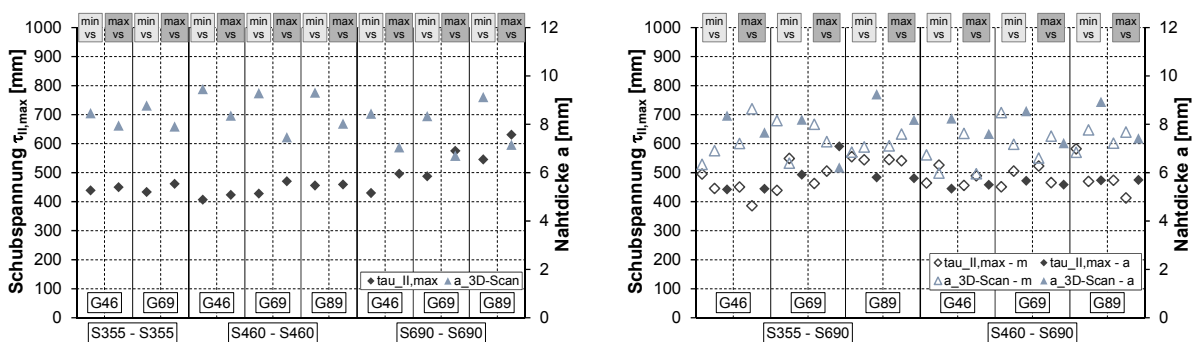 min vs max vs min vs max vs min vs max vs min vs max vs min vs max vs min vs max vs min vs max vs min vs max vs
1000 900 800 700 600 500 400 300 200 100 0
Schubspannung τII,max [mm]
12 10 8 6 4 2 0
Nahtdicke a [mm]
tau_II,max a_3D-Scan
G46 G69 G46 G69 G89 G46 G69 G89
S355 - S355 S460 - S460 S690 - S690
min vs max vs min vs max vs min vs max vs min vs max vs min vs max vs min vs max vs
1000 900 800 700 600 500 400 300 200 100 0
Schubspannung τII,max [mm]
12 10 8 6 4 2 0
Nahtdicke a [mm]
tau_II,max - m tau_II,max - a
a_3D-Scan - m a_3D-Scan - a
G46 G69 G89 G46 G69 G89
S355 - S690 S460 - S690